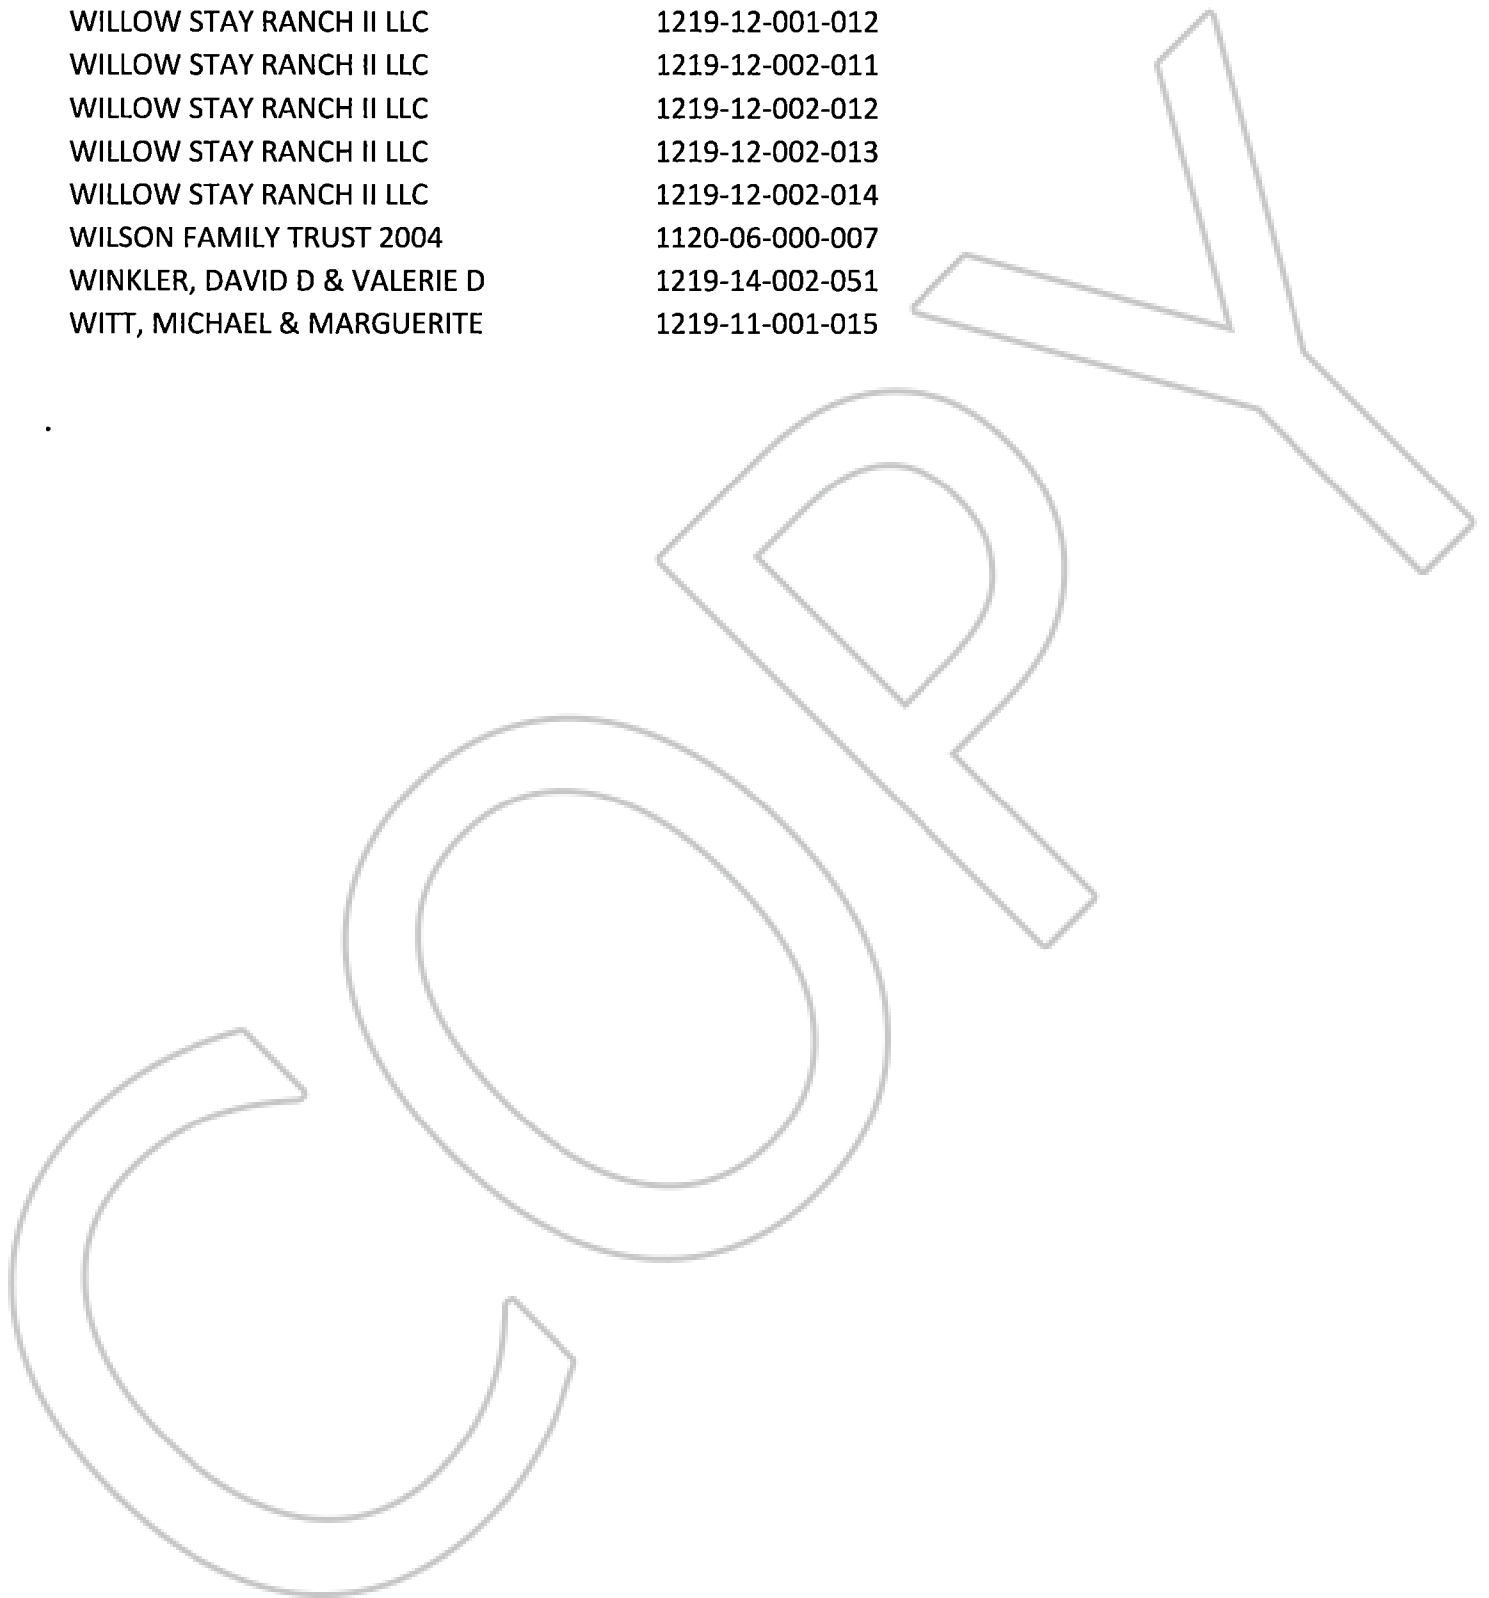 WILLOW STAY RANCH II LLC 1219-12-001-012
WILLOW STAY RANCH II LLC 1219-12-002-011
WILLOW STAY RANCH II LLC 1219-12-002-012
WILLOW STAY RANCH II LLC 1219-12-002-013
WILLOW STAY RANCH II LLC 1219-12-002-014
WILSON FAMILY TRUST 2004 1120-06-000-007
WINKLER, DAVID D & VALERIE D 1219-14-002-051
WITT, MICHAEL & MARGUERITE 1219-11-001-015
COPY